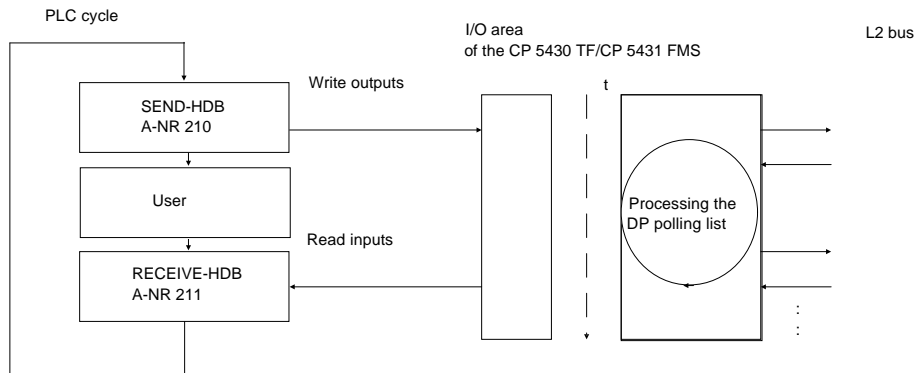 PLC cycle
I/O area
of the CP 5430 TF/CP 5431 FMS
L2 bus
SEND-HDB
A-NR 210
Write outputs
t
User
Processing the
DP polling list
Read inputs
RECEIVE-HDB
A-NR 211
:
: